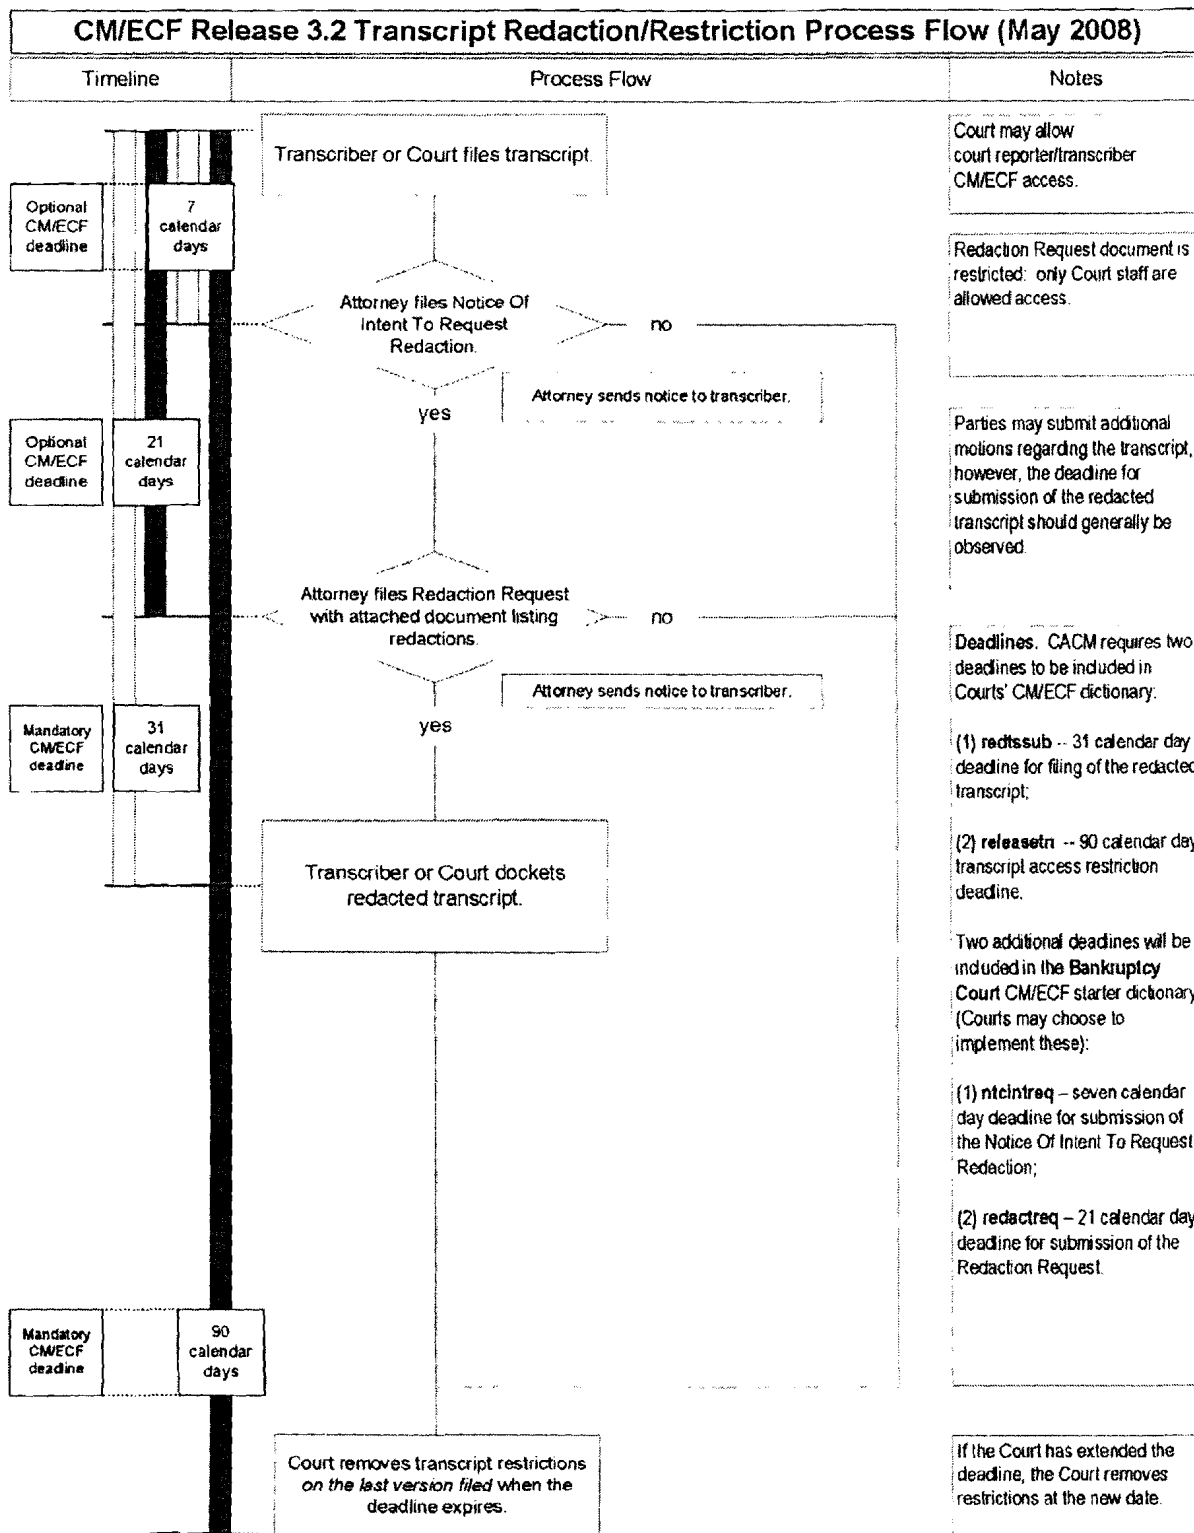 CM/ECF Release 3.2 Transcript Redaction/Restriction Process Flow (May 2008)
Timeline
Process Flow
Notes
Transcriber or Court files transcript.
Court may allow
court reporter/transcriber
CM/ECF access.
Optional
CM/ECF
deadline
7
calendar
days
Redaction Request document is
restricted: only Court staff are
allowed access.
Attorney files Notice Of
Intent To Request
Redaction.
no
Attorney sends notice to transcriber.
yes
Optional
CM/ECF
deadline
21
calendar
days
Parties may submit additional
motions regarding the transcript,
however, the deadline for
submission of the redacted
transcript should generally be
observed.
Attorney files Redaction Request
with attached document listing
redactions.
no
Attorney sends notice to transcriber.
yes
Mandatory
CM/ECF
deadline
31
calendar
days
Deadlines. CACM requires two
deadlines to be included in
Courts' CM/ECF dictionary:
(1) redtssub -- 31 calendar day
deadline for filing of the redacted
transcript;
(2) releasetn -- 90 calendar day
transcript access restriction
deadline.
Two additional deadlines will be
included in the Bankruptcy
Court CM/ECF starter dictionary
(Courts may choose to
implement these):
(1) ntcintreq – seven calendar
day deadline for submission of
the Notice Of Intent To Request
Redaction;
(2) redactreq – 21 calendar day
deadline for submission of the
Redaction Request.
Transcriber or Court dockets
redacted transcript.
Mandatory
CM/ECF
deadline
90
calendar
days
Court removes transcript restrictions
on the last version filed when the
deadline expires.
If the Court has extended the
deadline, the Court removes
restrictions at the new date.